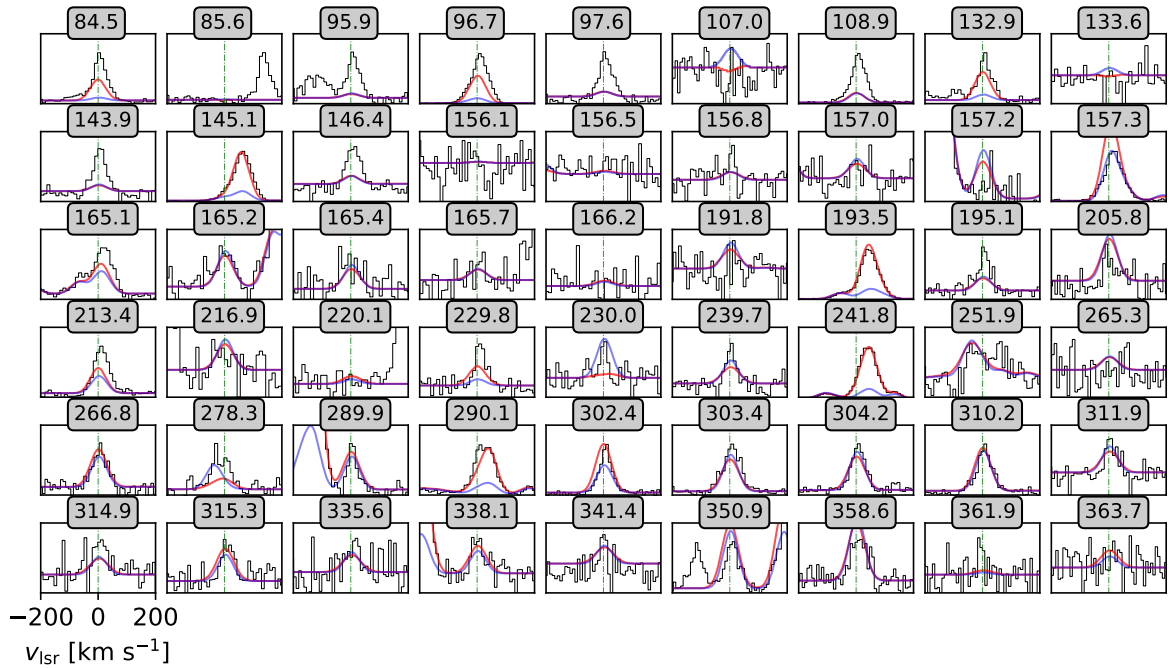 84.5 85.6 95.9 96.7 97.6 107.0 108.9 132.9 133.6
143.9 145.1 146.4 156.1 156.5 156.8 157.0 157.2 157.3
165.1 165.2 165.4 165.7 166.2 191.8 193.5 195.1 205.8
213.4 216.9 220.1 229.8 230.0 239.7 241.8 251.9 265.3
266.8 278.3 289.9 290.1 302.4 303.4 304.2 310.2 311.9
314.9 315.3 335.6 338.1 341.4 350.9 358.6 361.9 363.7
−200 0 200
v_lsr [km s⁻¹]